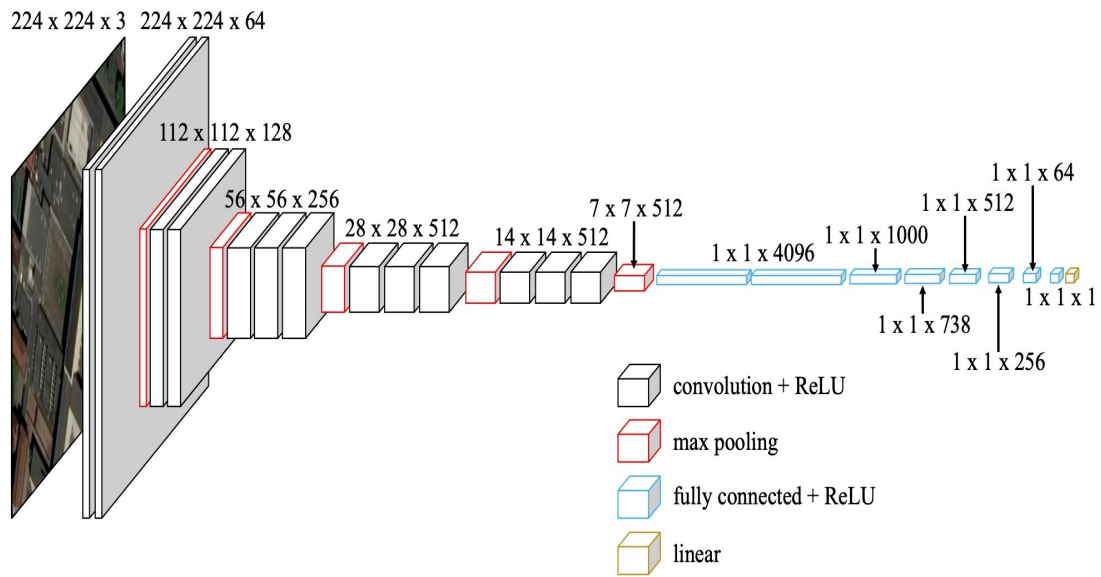 224 x 224 x 3
224 x 224 x 64
112 x 112 x 128
56 x 56 x 256
28 x 28 x 512
14 x 14 x 512
7 x 7 x 512
1 x 1 x 4096
1 x 1 x 1000
1 x 1 x 738
1 x 1 x 512
1 x 1 x 256
1 x 1 x 64
1 x 1 x 1
convolution + ReLU
max pooling
fully connected + ReLU
linear